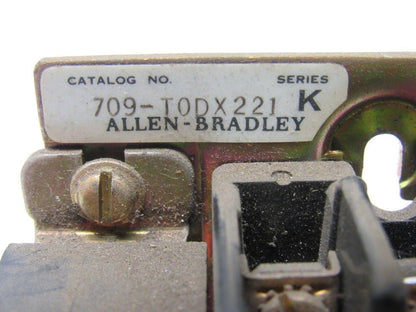 CATALOG NO. SERIES
709-TODX221 K
ALLEN-BRADLEY